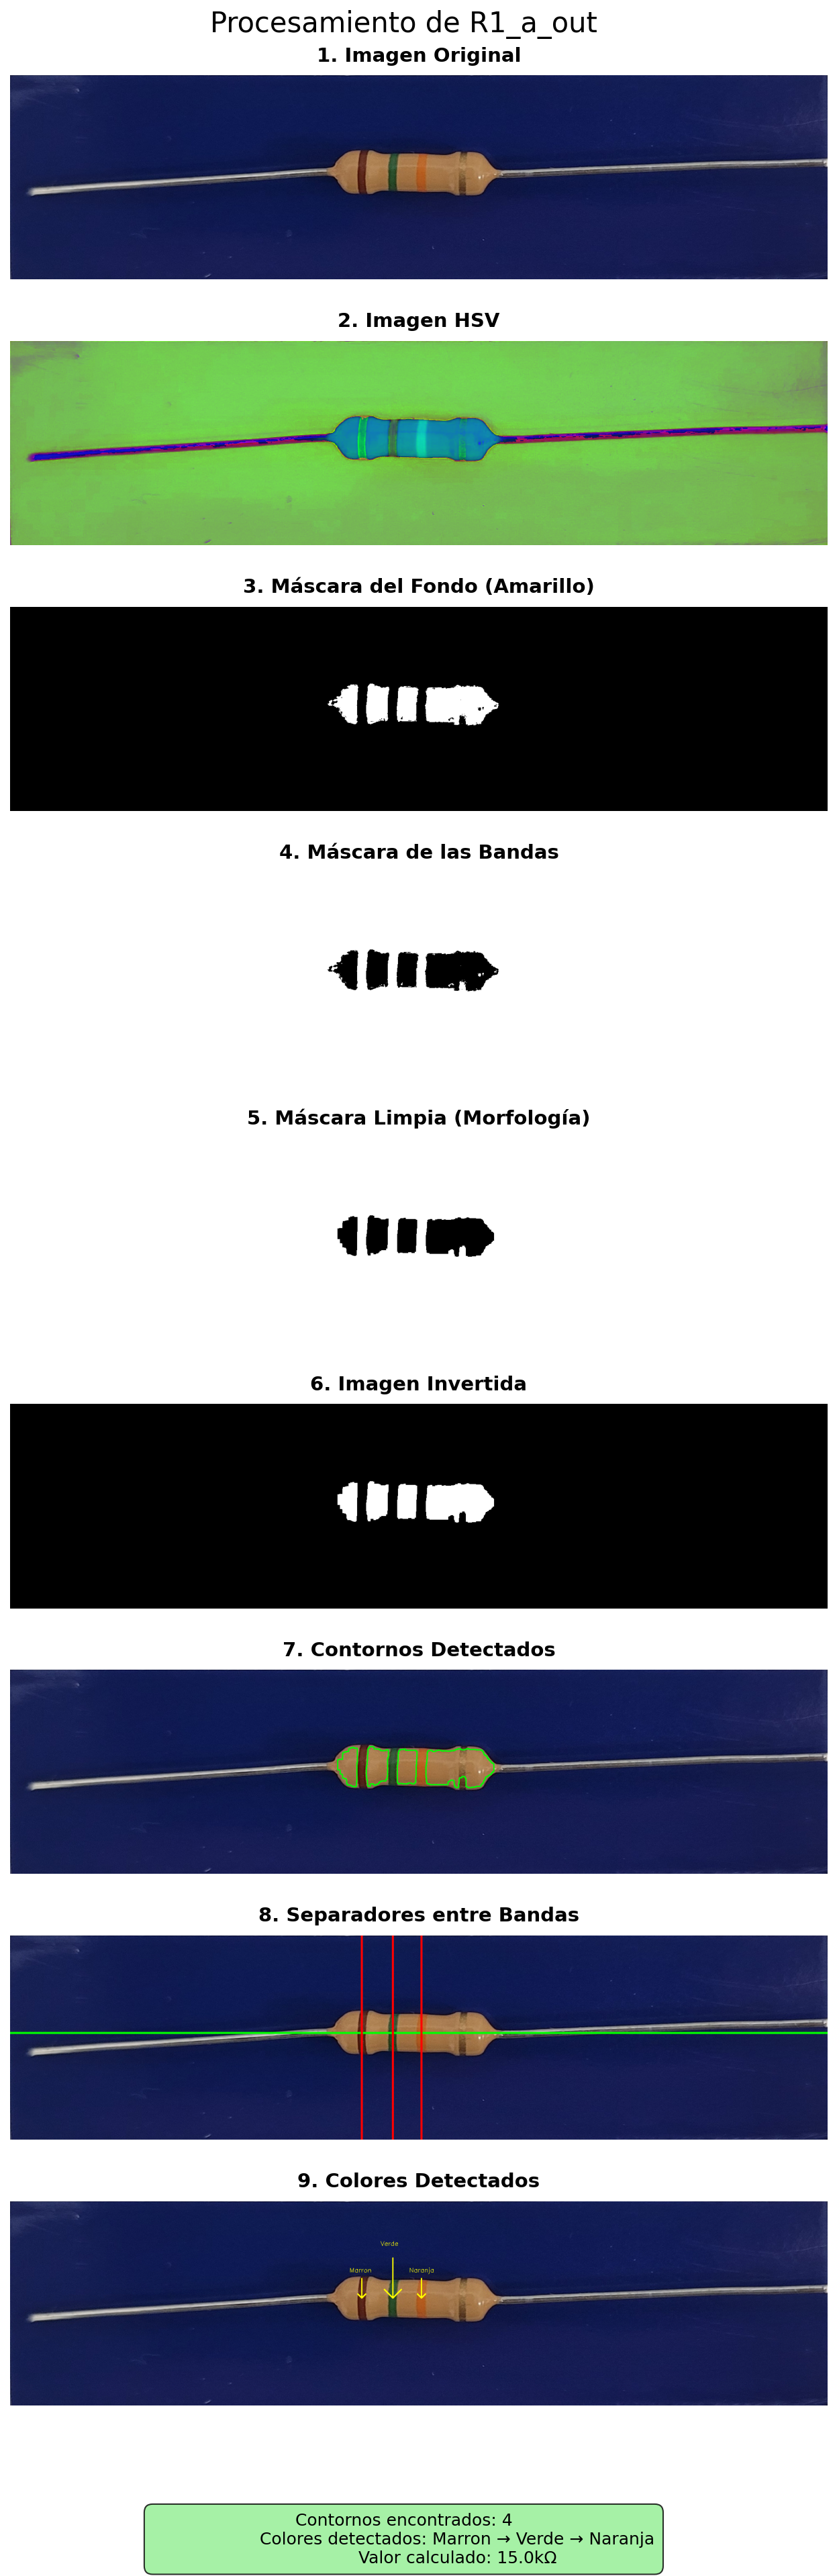 Procesamiento de R1_a_out
1. Imagen Original
2. Imagen HSV
3. Máscara del Fondo (Amarillo)
4. Máscara de las Bandas
5. Máscara Limpia (Morfología)
6. Imagen Invertida
7. Contornos Detectados
8. Separadores entre Bandas
9. Colores Detectados
Verde
Marron Naranja
Contornos encontrados: 4
Colores detectados: Marron → Verde → Naranja
Valor calculado: 15.0kΩ